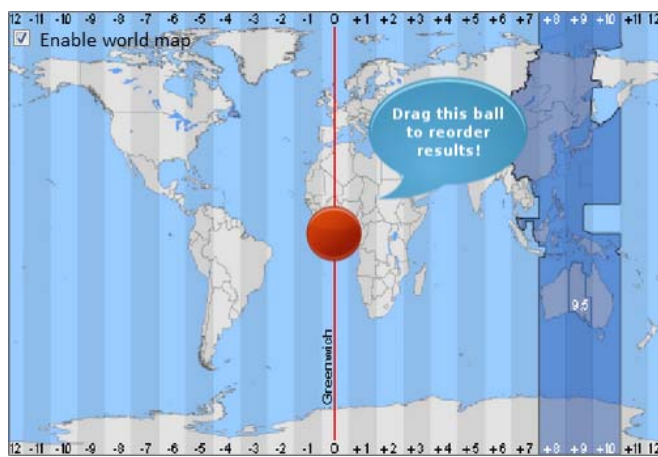 12 -11 -10 -9 -8 -7 -6 -5 -4 -3 -2 -1 0 +1 +2 +3 +4 +5 +6 +7 +8 +9 +10 +11 12
Enable world map
Drag this ball
to reorder
results!
9.5
Greenwich
12 -11 -10 -9 -8 -7 -6 -5 -4 -3 -2 -1 0 +1 +2 +3 +4 +5 +6 +7 +8 +9 +10 +11 12